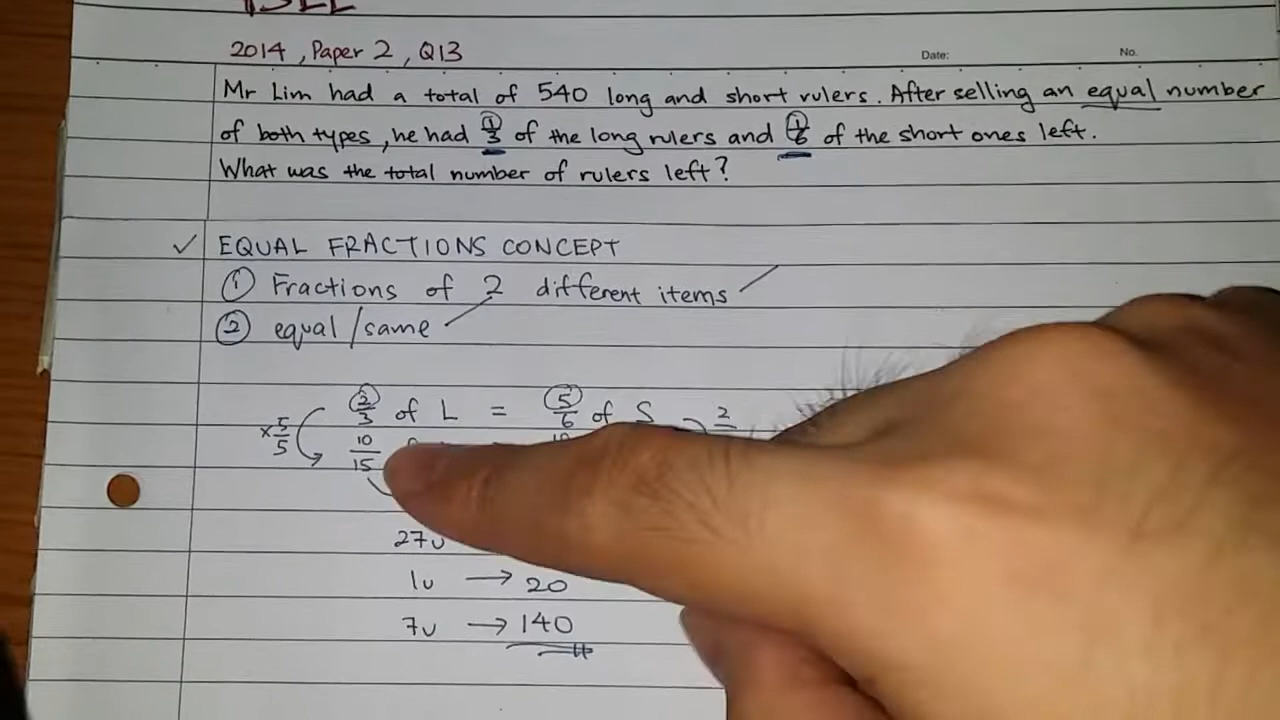 2014, Paper 2, Q13
Date: No.
Mr Lim had a total of 540 long and short rulers. After selling an equal number
of both types, he had 1/3 of the long rulers and 1/6 of the short ones left.
What was the total number of rulers left?
✓ EQUAL FRACTIONS CONCEPT
① Fractions of 2 different items
② equal/same
2/3 of L = 5/6 of S
×5/5 10/15
27u
1u → 20
7u → 140